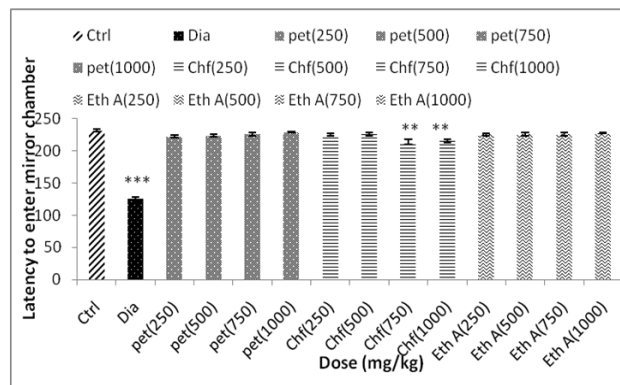 Ctrl Dia pet(250) pet(500) pet(750)
pet(1000) Chf(250) Chf(500) Chf(750) Chf(1000)
Eth A(250) Eth A(500) Eth A(750) Eth A(1000)
Latency to enter mirror chamber
250
200
150
100
50
0
***
** **
Ctrl Dia pet(250) pet(500) pet(750) pet(1000) Chf(250) Chf(500) Chf(750) Chf(1000) Eth A(250) Eth A(500) Eth A(750) Eth A(1000)
Dose (mg/kg)